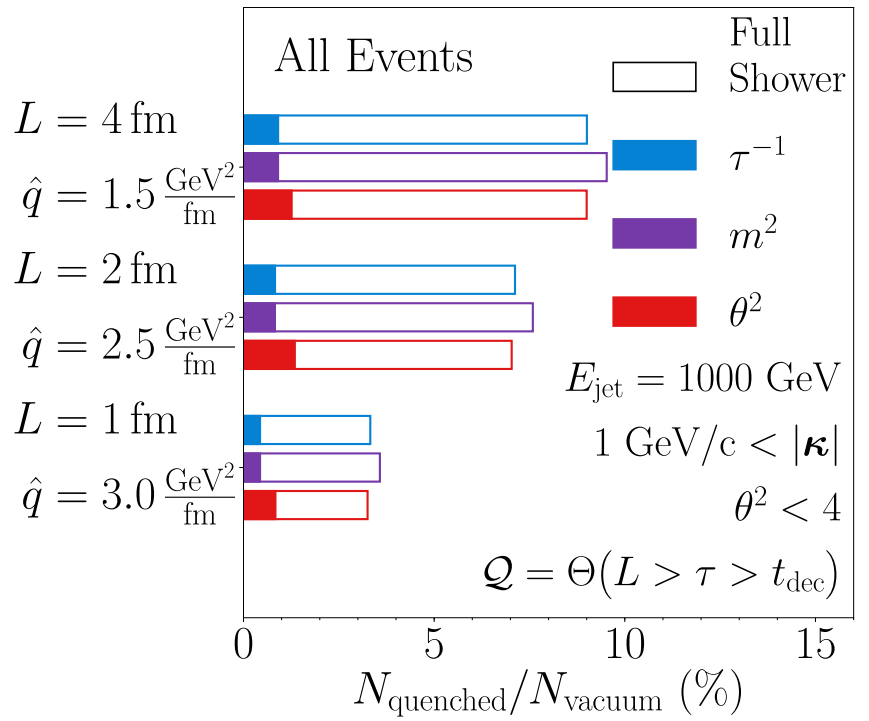 All Events
Full
Shower
τ⁻¹
m²
θ²
L = 4 fm
q̂ = 1.5 GeV²/fm
L = 2 fm
q̂ = 2.5 GeV²/fm
L = 1 fm
q̂ = 3.0 GeV²/fm
E_jet = 1000 GeV
1 GeV/c < |κ|
θ² < 4
𝒬 = Θ(L > τ > t_dec)
0 5 10 15
N_quenched/N_vacuum (%)